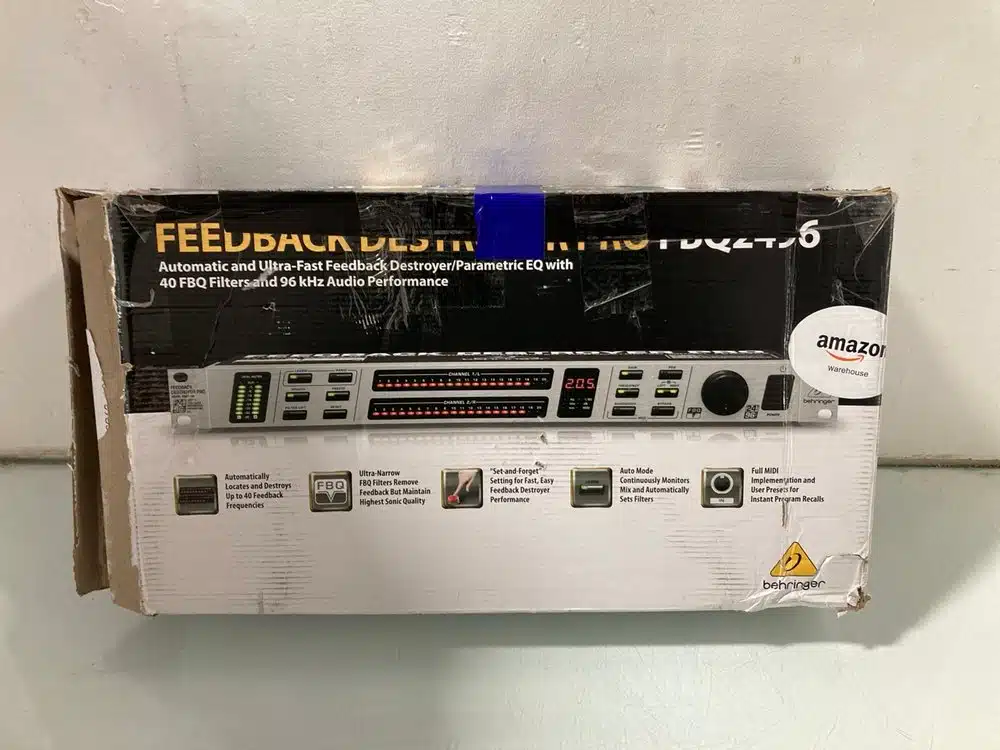 FEEDBACK DESTROYER PRO FBQ2496
Automatic and Ultra-Fast Feedback Destroyer/Parametric EQ with
40 FBQ Filters and 96 kHz Audio Performance
amazon
warehouse
CHANNEL 1/L
CHANNEL 2/R
20.5
FBQ
24
96
POWER
behringer
Automatically
Locates and Destroys
Up to 40 Feedback
Frequencies
FBQ
Ultra-Narrow
FBQ Filters Remove
Feedback But Maintain
Highest Sonic Quality
"Set-and-Forget"
Setting for Fast, Easy
Feedback Destroyer
Performance
Auto Mode
Continuously Monitors
Mix and Automatically
Sets Filters
Full MIDI
Implementation and
User Presets for
Instant Program Recalls
behringer